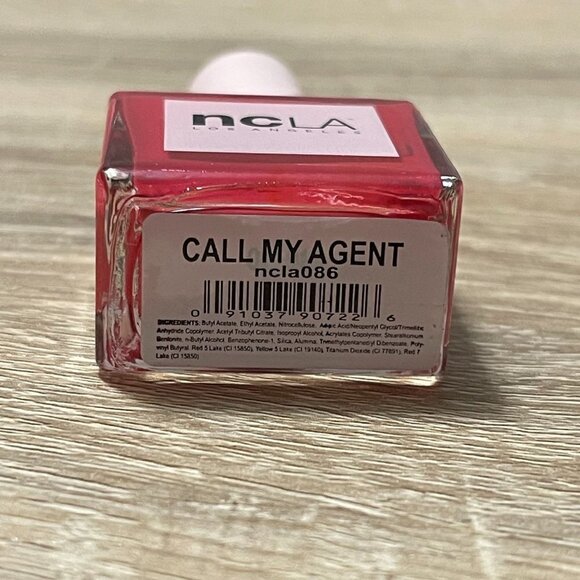 ncLA
LOS ANGELES
CALL MY AGENT
ncla086
0 91037 90722 6
INGREDIENTS: Butyl Acetate, Ethyl Acetate, Nitrocellulose, Adipic Acid/Neopentyl Glycol/Trimellitic
Anhydride Copolymer, Acetyl Tributyl Citrate, Isopropyl Alcohol, Acrylates Copolymer, Stearalkonium
Bentonite, n-Butyl Alcohol, Benzophenone-1, Silica, Alumina, Trimethylpentanediyl Dibenzoate, Poly-
vinyl Butyral, Red 5 Lake (CI 15850), Yellow 5 Lake (CI 19140), Titanium Dioxide (CI 77891), Red 7
Lake (CI 15850)